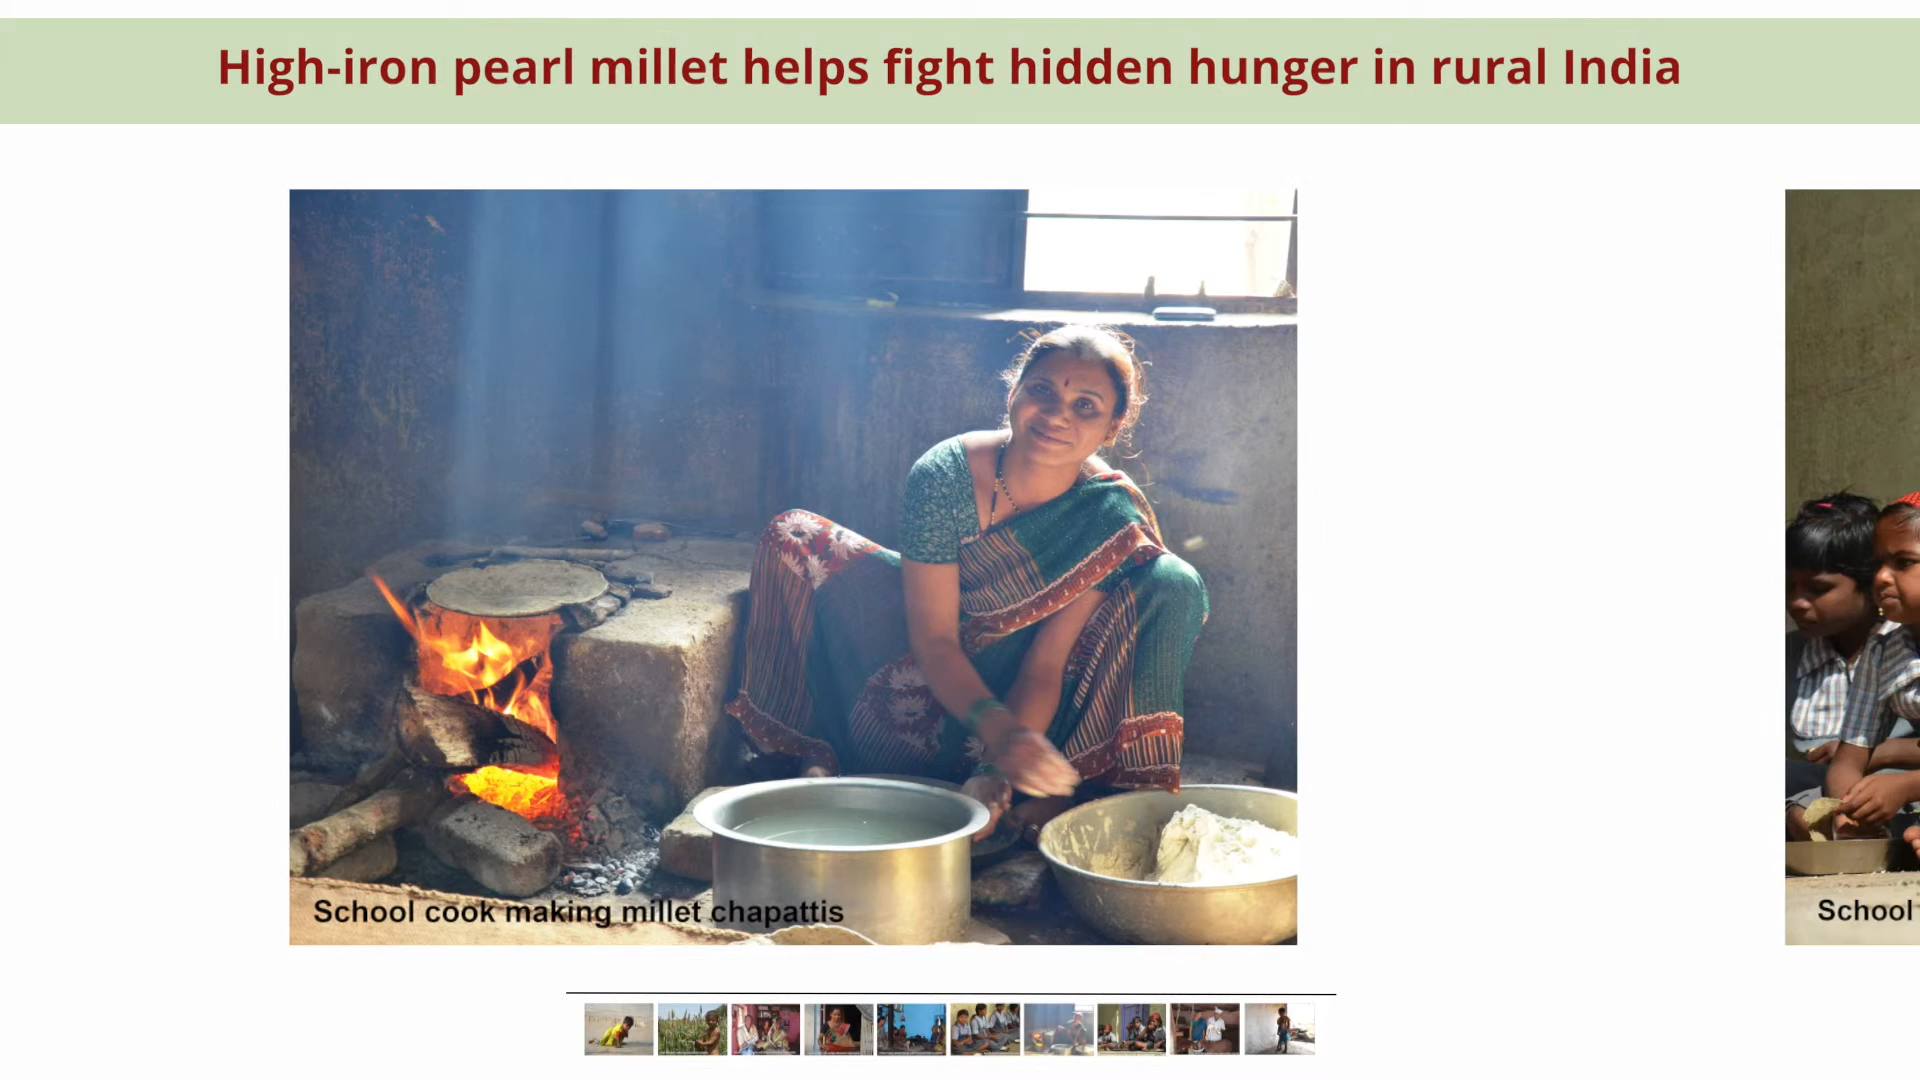 High-iron pearl millet helps fight hidden hunger in rural India
School cook making millet chapattis
School